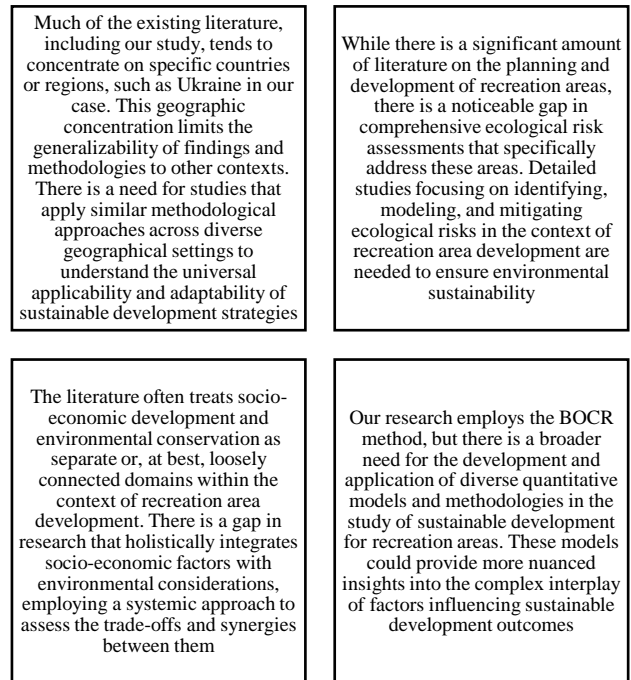 Much of the existing literature,
including our study, tends to
concentrate on specific countries
or regions, such as Ukraine in our
case. This geographic
concentration limits the
generalizability of findings and
methodologies to other contexts.
There is a need for studies that
apply similar methodological
approaches across diverse
geographical settings to
understand the universal
applicability and adaptability of
sustainable development strategies
While there is a significant amount
of literature on the planning and
development of recreation areas,
there is a noticeable gap in
comprehensive ecological risk
assessments that specifically
address these areas. Detailed
studies focusing on identifying,
modeling, and mitigating
ecological risks in the context of
recreation area development are
needed to ensure environmental
sustainability
The literature often treats socio-
economic development and
environmental conservation as
separate or, at best, loosely
connected domains within the
context of recreation area
development. There is a gap in
research that holistically integrates
socio-economic factors with
environmental considerations,
employing a systemic approach to
assess the trade-offs and synergies
between them
Our research employs the BOCR
method, but there is a broader
need for the development and
application of diverse quantitative
models and methodologies in the
study of sustainable development
for recreation areas. These models
could provide more nuanced
insights into the complex interplay
of factors influencing sustainable
development outcomes